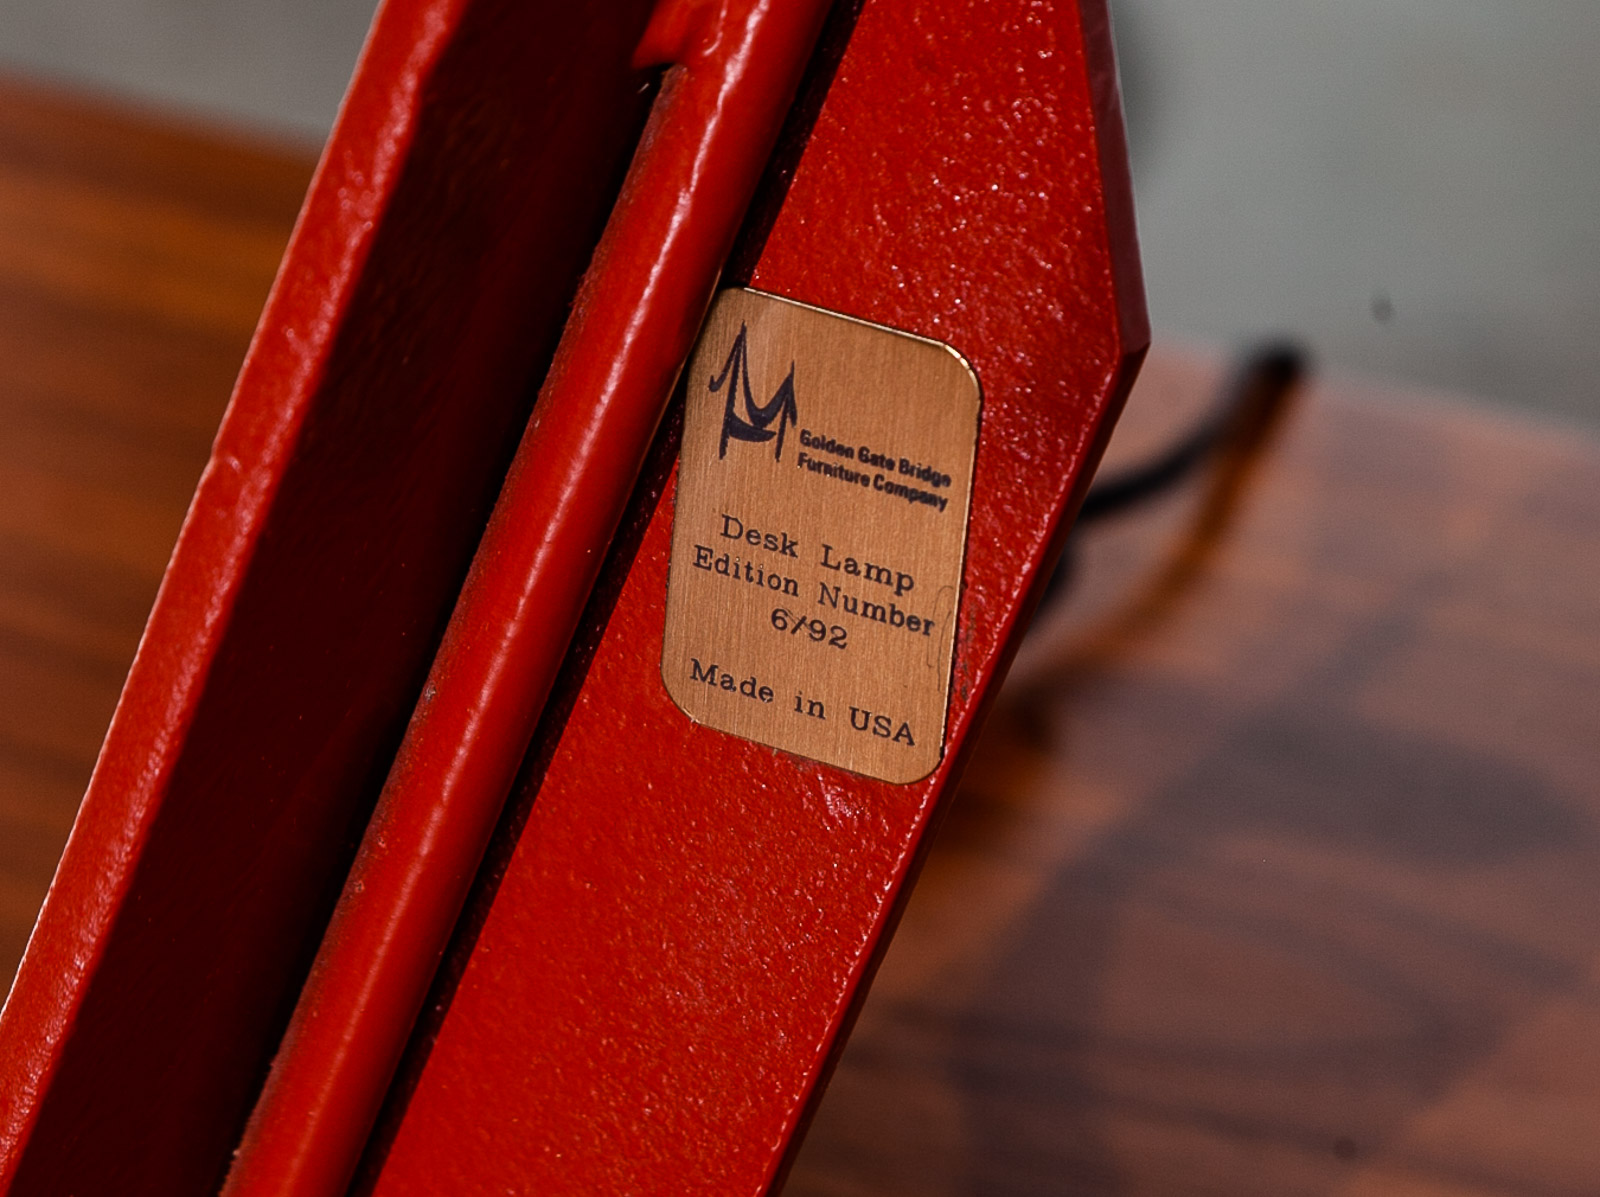 Golden Gate Bridge
Furniture Company
Desk Lamp
Edition Number
6/92
Made in USA